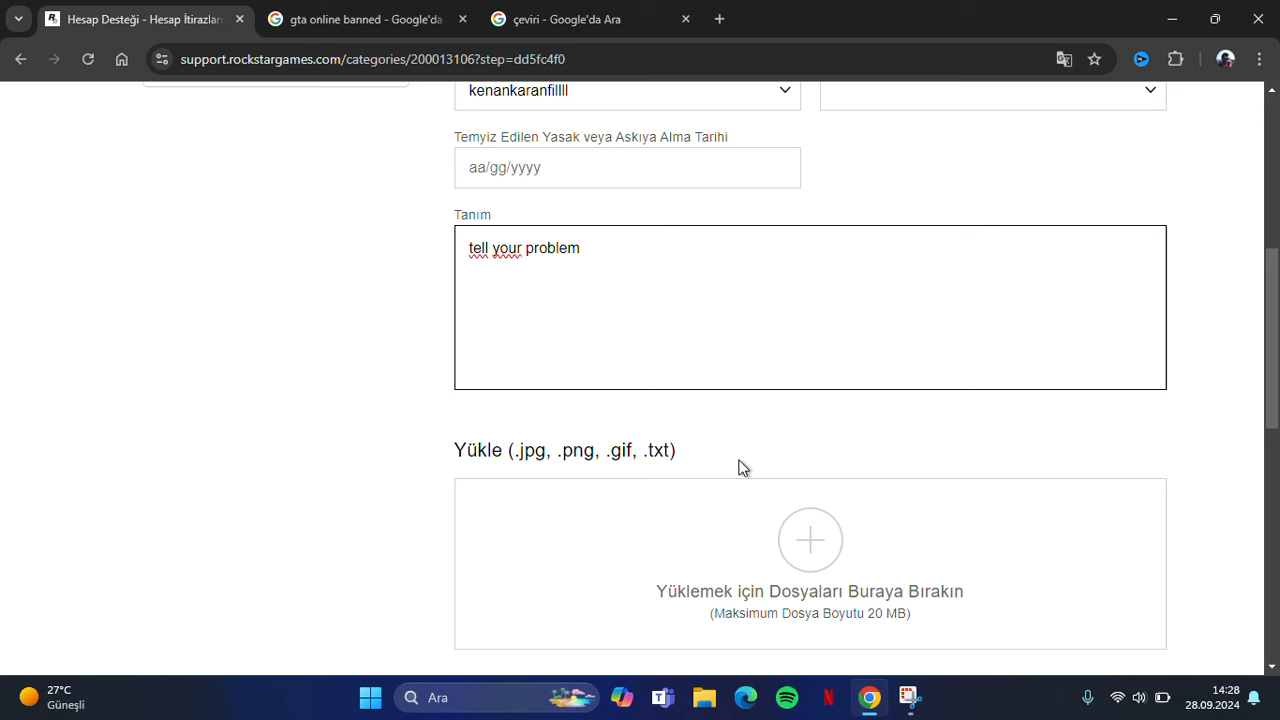 Hesap Desteği - Hesap İtirazları
gta online banned - Google'da
çeviri - Google'da Ara
support.rockstargames.com/categories/200013106?step=dd5fc4f0
kenankaranfillll
Temyiz Edilen Yasak veya Askıya Alma Tarihi
aa/gg/yyyy
Tanım
tell your problem
Yükle (.jpg, .png, .gif, .txt)
Yüklemek için Dosyaları Buraya Bırakın
(Maksimum Dosya Boyutu 20 MB)
27°C
Güneşli
Ara
14:28
28.09.2024